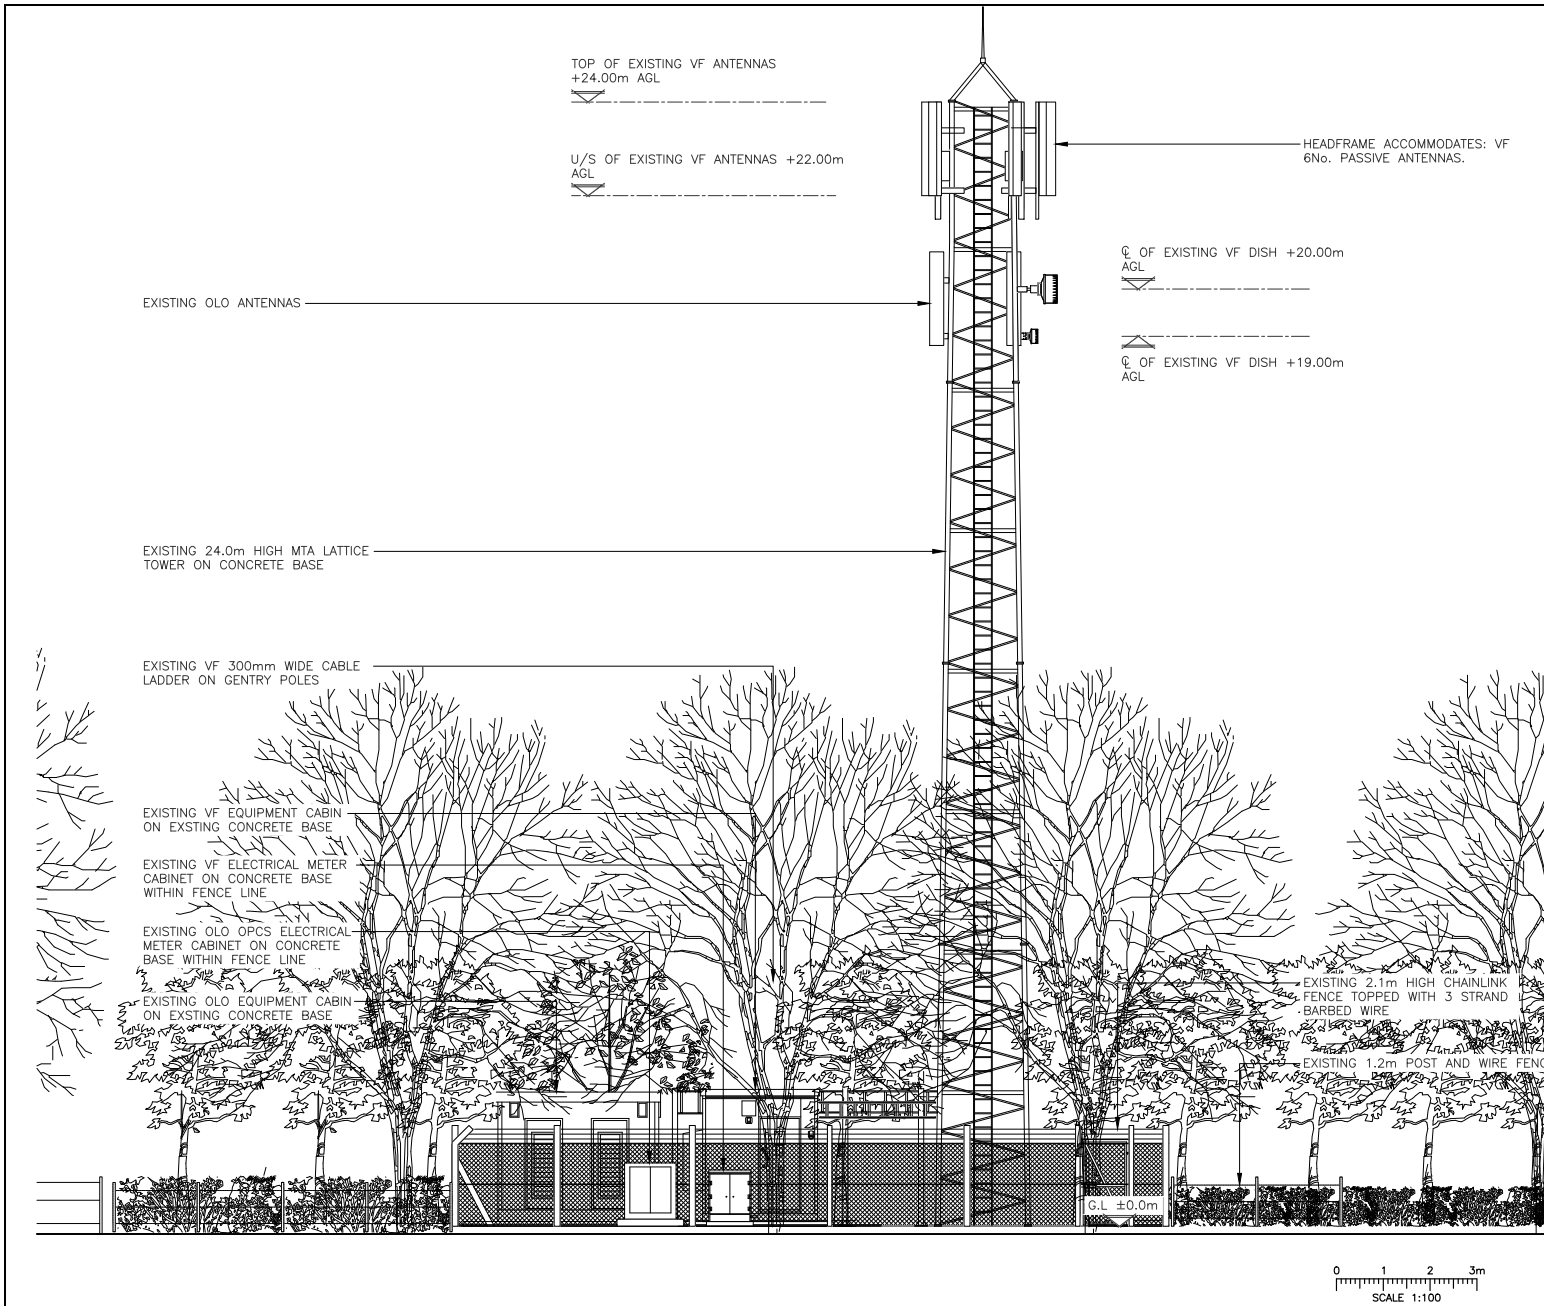 TOP OF EXISTING VF ANTENNAS
+24.00m AGL
U/S OF EXISTING VF ANTENNAS +22.00m
AGL
HEADFRAME ACCOMMODATES: VF
6No. PASSIVE ANTENNAS.
℄ OF EXISTING VF DISH +20.00m
AGL
EXISTING OLO ANTENNAS
℄ OF EXISTING VF DISH +19.00m
AGL
EXISTING 24.0m HIGH MTA LATTICE
TOWER ON CONCRETE BASE
EXISTING VF 300mm WIDE CABLE
LADDER ON GENTRY POLES
EXISTING VF EQUIPMENT CABIN
ON EXSTING CONCRETE BASE
EXISTING VF ELECTRICAL METER
CABINET ON CONCRETE BASE
WITHIN FENCE LINE
EXISTING OLO OPCS ELECTRICAL
METER CABINET ON CONCRETE
BASE WITHIN FENCE LINE
EXISTING OLO EQUIPMENT CABIN
ON EXSTING CONCRETE BASE
EXISTING 2.1m HIGH CHAINLINK
FENCE TOPPED WITH 3 STRAND
BARBED WIRE
EXISTING 1.2m POST AND WIRE FENC
G.L ±0.0m
0 1 2 3m
SCALE 1:100